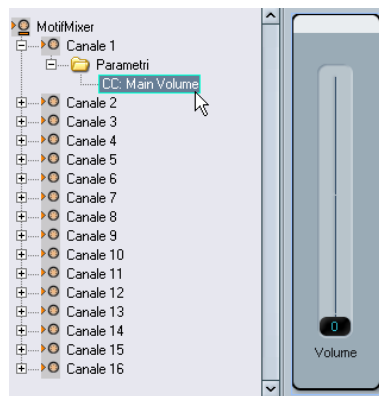 MotifMixer
Canale 1
Parametri
CC: Main Volume
Canale 2
Canale 3
Canale 4
Canale 5
Canale 6
Canale 7
Canale 8
Canale 9
Canale 10
Canale 11
Canale 12
Canale 13
Canale 14
Canale 15
Canale 16
0
Volume